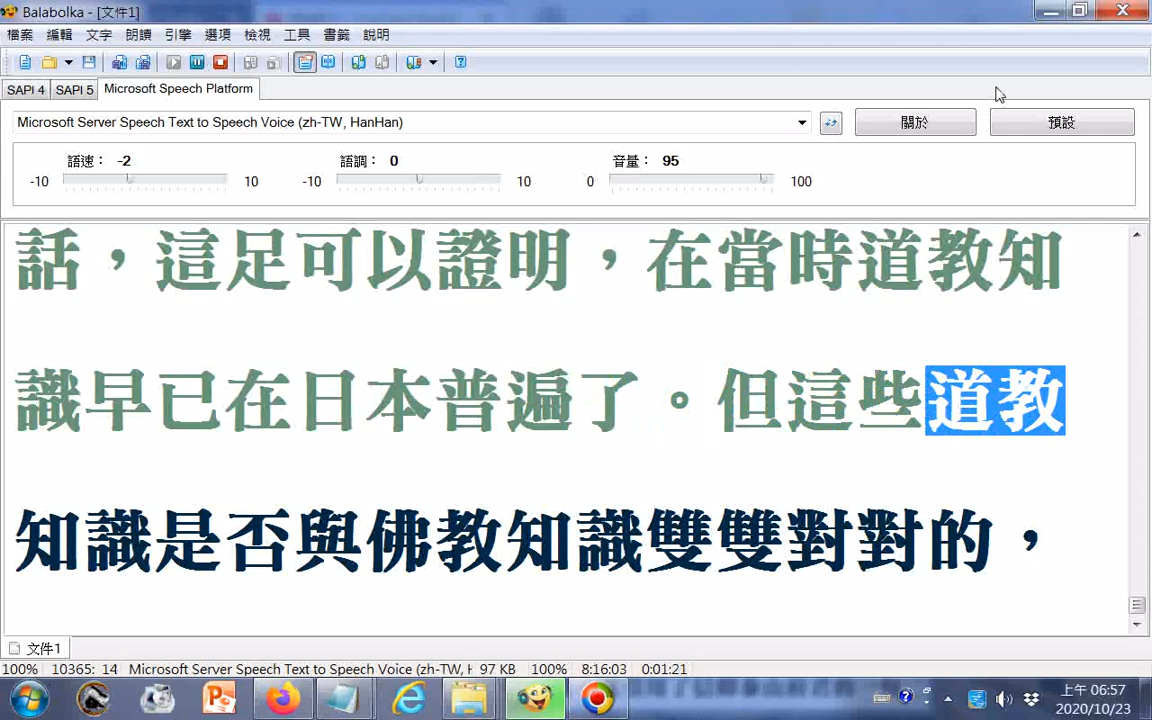 Balabolka - [文件1]
檔案 編輯 文字 朗讀 引擎 選項 檢視 工具 書籤 說明
SAPI 4 SAPI 5 Microsoft Speech Platform
Microsoft Server Speech Text to Speech Voice (zh-TW, HanHan) 關於 預設
語速： -2 語調： 0 音量： 95
-10 10 -10 10 0 100
話，這足可以證明，在當時道教知
識早已在日本普遍了。但這些道教
知識是否與佛教知識雙雙對對的，
文件1
100% 10365: 14 Microsoft Server Speech Text to Speech Voice (zh-TW, H 97 KB 100% 8:16:03 0:01:21
上午 06:57
2020/10/23